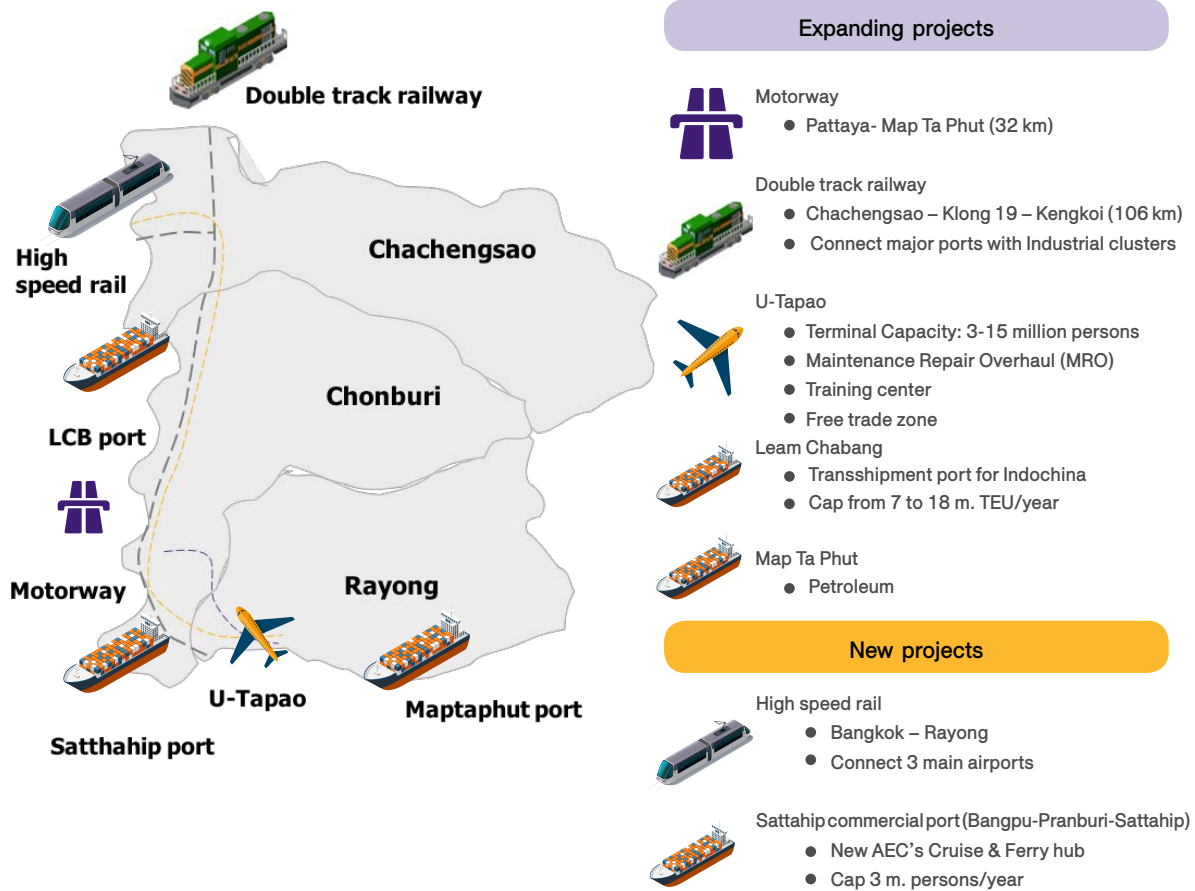 Double track railway
High
speed rail
Chachengsao
Chonburi
LCB port
Motorway
Rayong
U-Tapao
Maptaphut port
Satthahip port
Expanding projects
Motorway
● Pattaya- Map Ta Phut (32 km)
Double track railway
● Chachengsao – Klong 19 – Kengkoi (106 km)
● Connect major ports with Industrial clusters
U-Tapao
● Terminal Capacity: 3-15 million persons
● Maintenance Repair Overhaul (MRO)
● Training center
● Free trade zone
Leam Chabang
● Transshipment port for Indochina
● Cap from 7 to 18 m. TEU/year
Map Ta Phut
● Petroleum
New projects
High speed rail
● Bangkok – Rayong
● Connect 3 main airports
Sattahip commercial port (Bangpu-Pranburi-Sattahip)
● New AEC's Cruise & Ferry hub
● Cap 3 m. persons/year